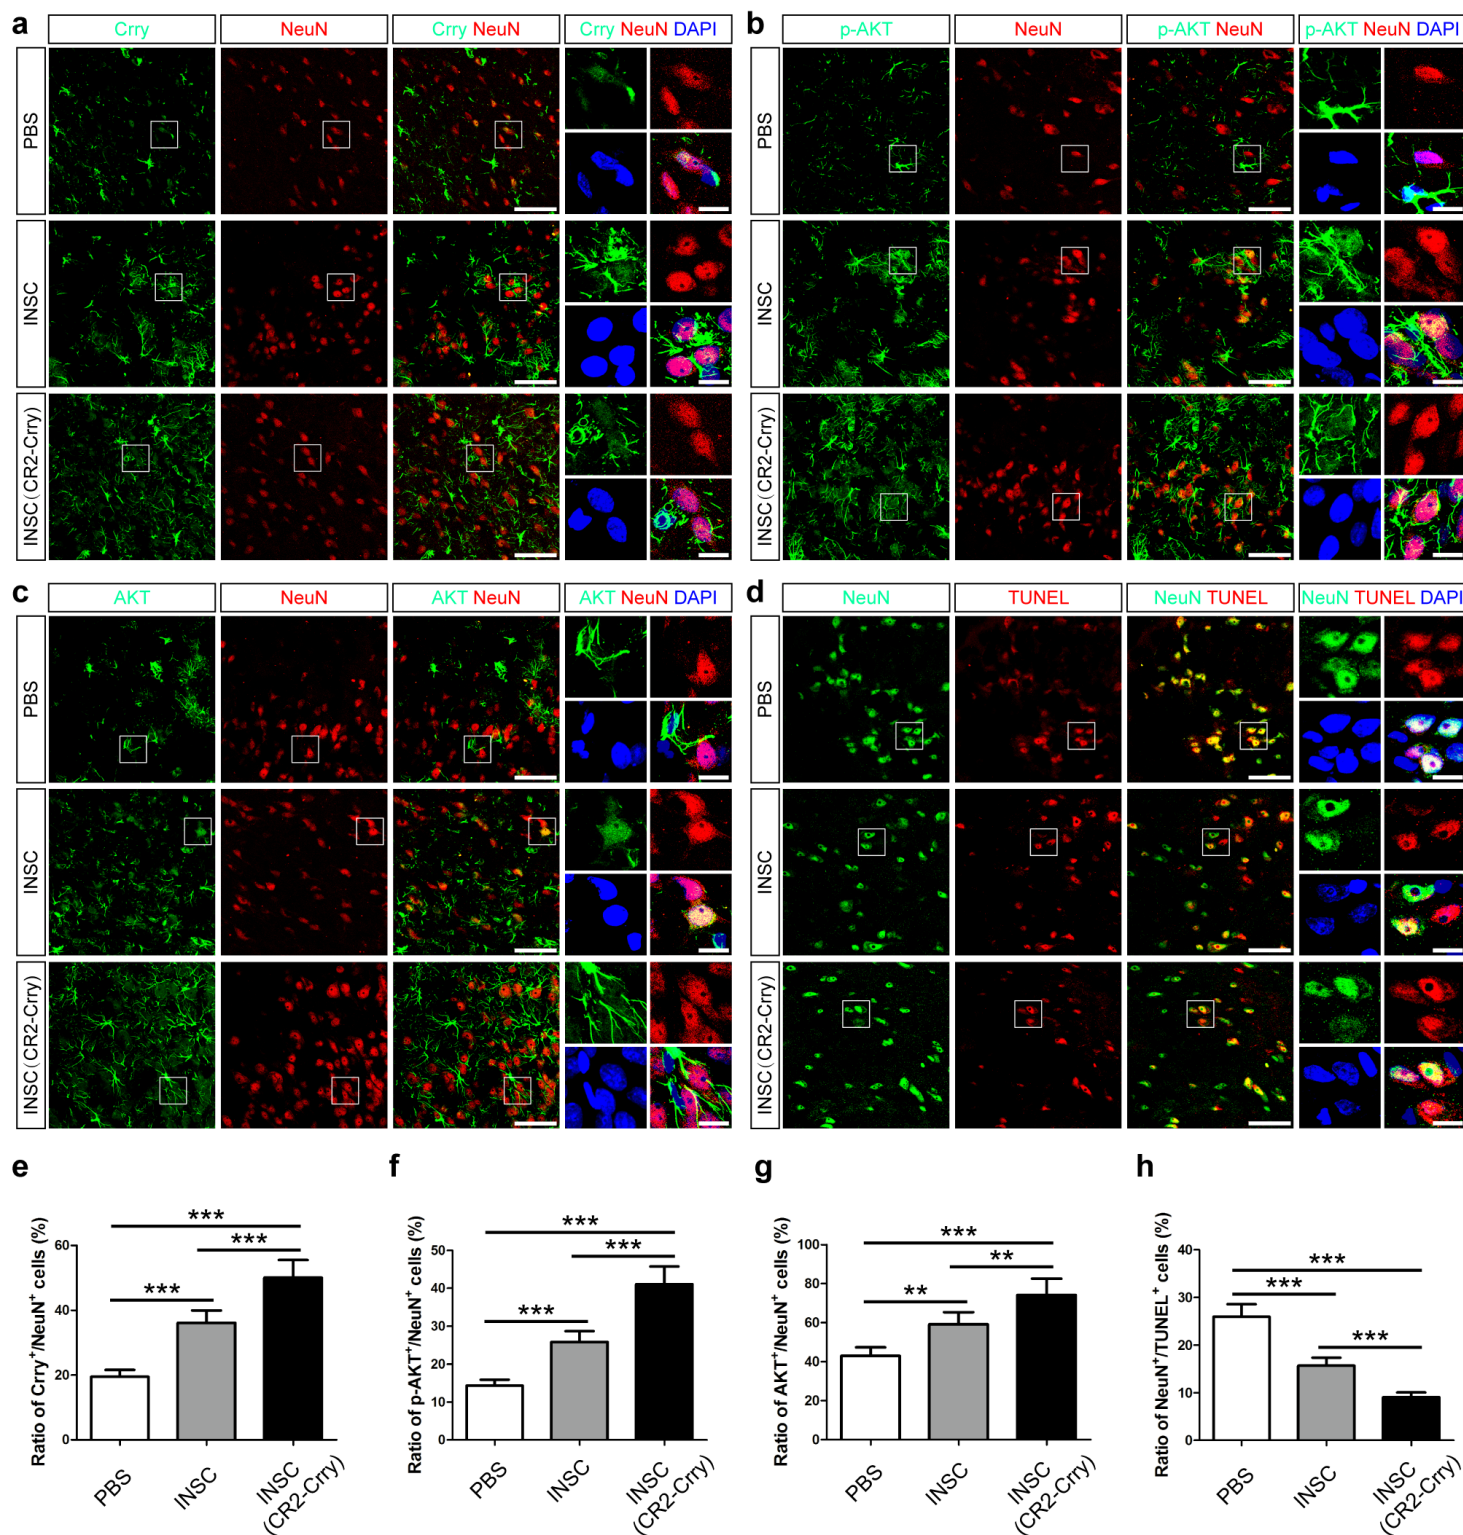 a
Crry
NeuN
Crry NeuN
Crry NeuN DAPI
PBS
INSC
INSC(CR2-Crry)
b
p-AKT
NeuN
p-AKT NeuN
p-AKT NeuN DAPI
PBS
INSC
INSC(CR2-Crry)
c
AKT
NeuN
AKT NeuN
AKT NeuN DAPI
PBS
INSC
INSC(CR2-Crry)
d
NeuN
TUNEL
NeuN TUNEL
NeuN TUNEL DAPI
PBS
INSC
INSC(CR2-Crry)
e
Ratio of Crry+/NeuN+ cells (%)
60
40
20
0
***
***
***
PBS
INSC
INSC
(CR2-Crry)
f
Ratio of p-AKT+/NeuN+ cells (%)
50
40
30
20
10
0
***
***
***
PBS
INSC
INSC
(CR2-Crry)
g
Ratio of AKT+/NeuN+ cells (%)
100
80
60
40
20
0
***
**
**
PBS
INSC
INSC
(CR2-Crry)
h
Ratio of NeuN+/TUNEL+ cells (%)
40
30
20
10
0
***
***
***
PBS
INSC
INSC
(CR2-Crry)